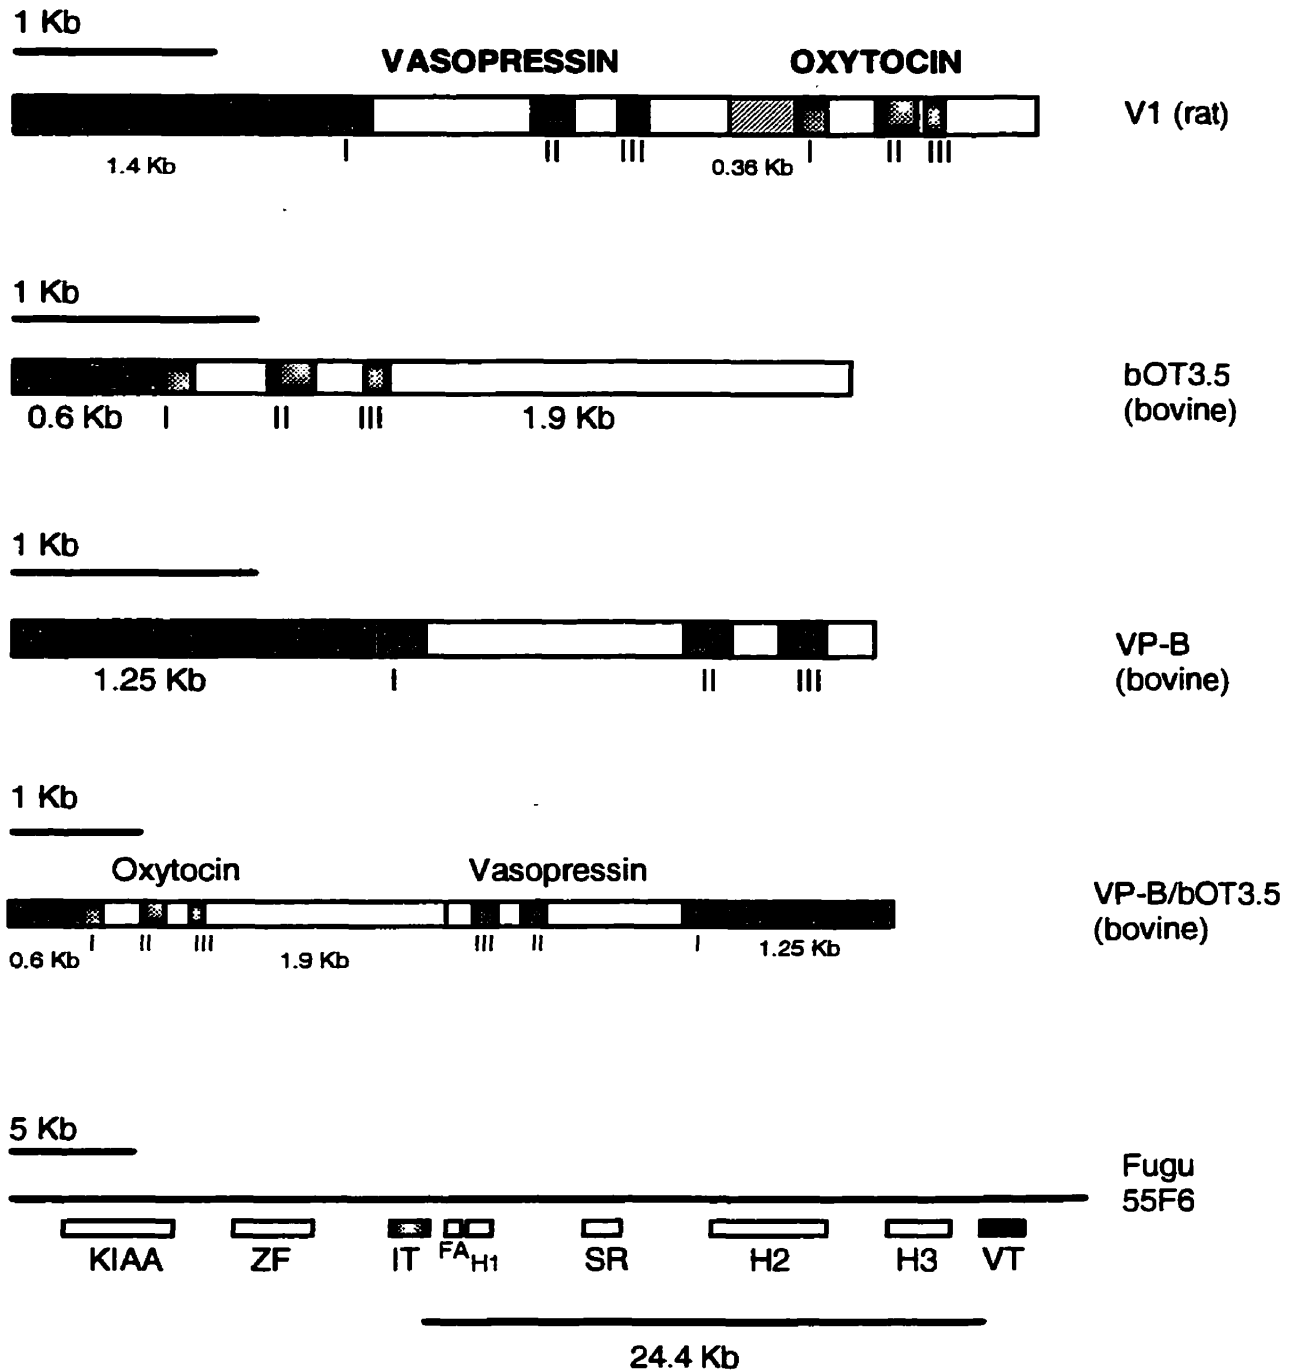 1 Kb
VASOPRESSIN OXYTOCIN
V1 (rat)
I II III I II III
1.4 Kb 0.36 Kb
1 Kb
bOT3.5
(bovine)
0.6 Kb I II III 1.9 Kb
1 Kb
VP-B
(bovine)
1.25 Kb I II III
1 Kb
Oxytocin Vasopressin
VP-B/bOT3.5
(bovine)
I II III III II I
0.6 Kb 1.9 Kb 1.25 Kb
5 Kb
Fugu
55F6
KIAA ZF IT FA H1 SR H2 H3 VT
24.4 Kb